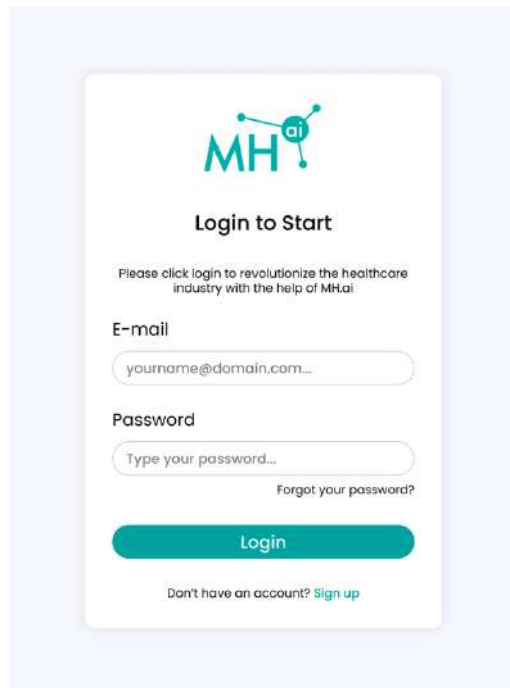 MH ai
Login to Start
Please click login to revolutionize the healthcare
industry with the help of MH.ai
E-mail
yourname@domain.com...
Password
Type your password...
Forgot your password?
Login
Don't have an account? Sign up